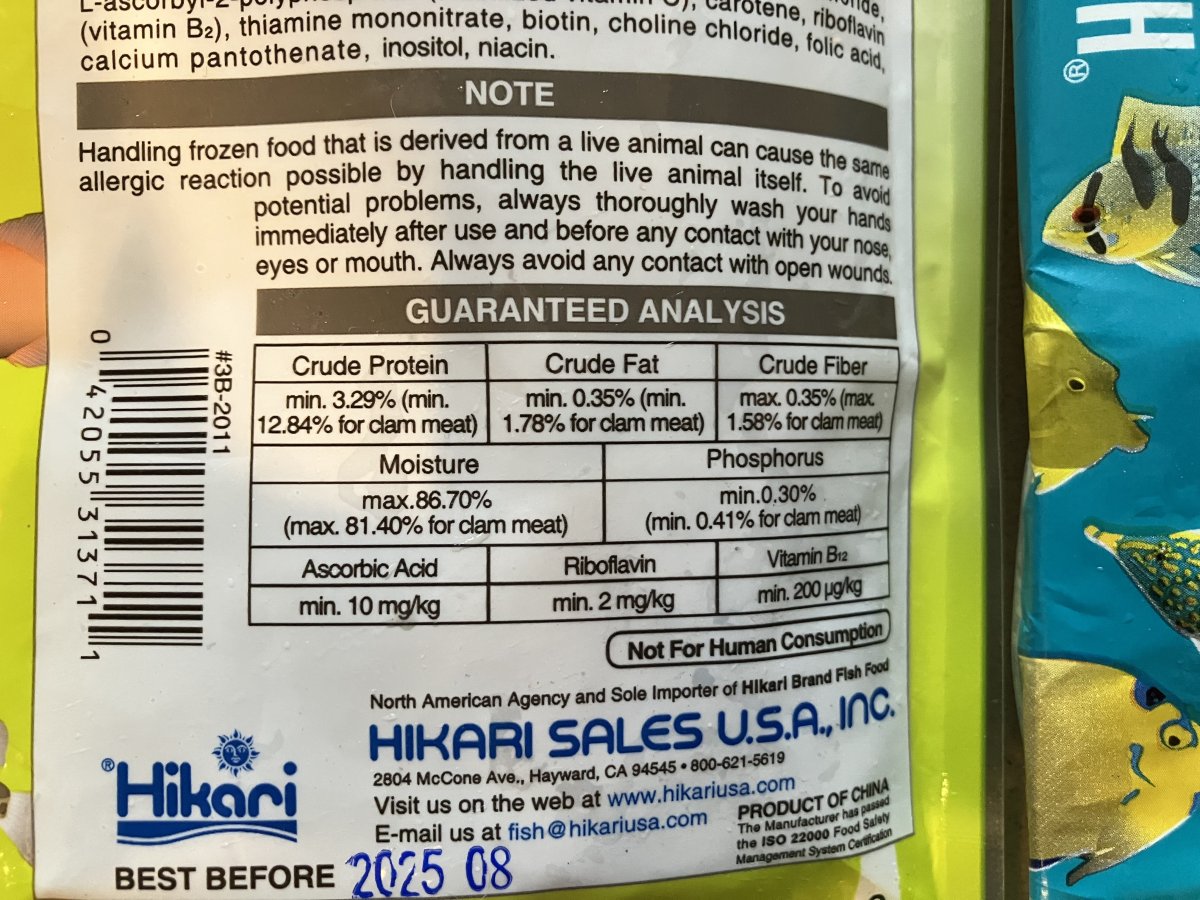 (vitamin B2), thiamine mononitrate, biotin, choline chloride, folic acid,
carotene, riboflavin
calcium pantothenate, inositol, niacin.
NOTE
Handling frozen food that is derived from a live animal can cause the same
allergic reaction possible by handling the live animal itself. To avoid
potential problems, always thoroughly wash your hands
immediately after use and before any contact with your nose,
eyes or mouth. Always avoid any contact with open wounds.
GUARANTEED ANALYSIS
Crude Protein Crude Fat Crude Fiber
min. 3.29% (min. min. 0.35% (min. max. 0.35% (max.
12.84% for clam meat) 1.78% for clam meat) 1.58% for clam meat)
Moisture Phosphorus
max.86.70% min.0.30%
(max. 81.40% for clam meat) (min. 0.41% for clam meat)
Ascorbic Acid Riboflavin Vitamin B12
min. 10 mg/kg min. 2 mg/kg min. 200 µg/kg
#3B-2011
0 42055 31371 1
Not For Human Consumption
North American Agency and Sole Importer of Hikari Brand Fish Food
HIKARI SALES U.S.A., INC.
2804 McCone Ave., Hayward, CA 94545 • 800-621-5619
Visit us on the web at www.hikariusa.com
E-mail us at fish@hikariusa.com
PRODUCT OF CHINA
The Manufacturer has passed
the ISO 22000 Food Safety
Management System Certification
®Hikari
BEST BEFORE 2025 08
H
®